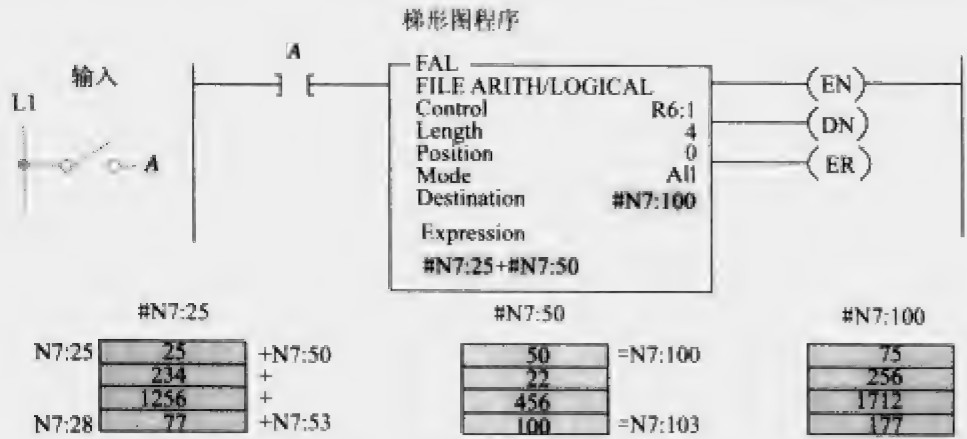 梯形图程序
输入
L1
A
A
FAL
FILE ARITH/LOGICAL
Control R6:1
Length 4
Position 0
Mode All
Destination #N7:100
Expression
#N7:25+#N7:50
EN
DN
ER
#N7:25
#N7:50
#N7:100
N7:25 25 +N7:50 50 =N7:100 75
234 + 22 256
1256 + 456 1712
N7:28 77 +N7:53 100 =N7:103 177